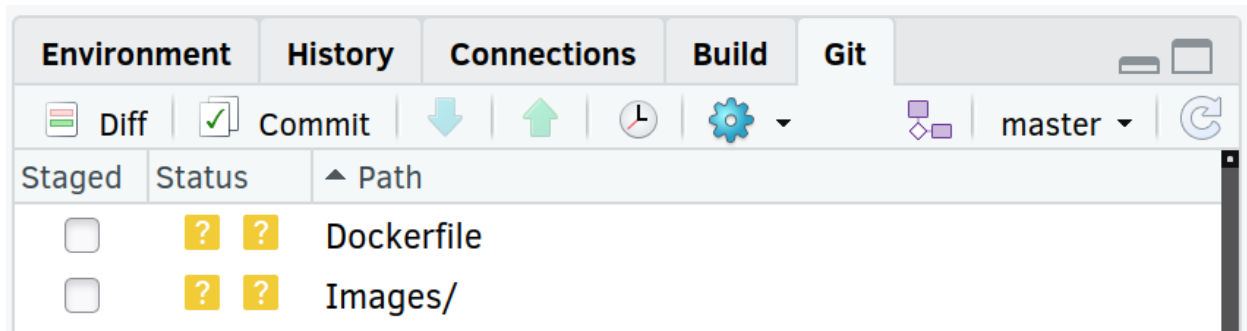 Environment History Connections Build Git
Diff Commit master
Staged Status Path
? ? Dockerfile
? ? Images/